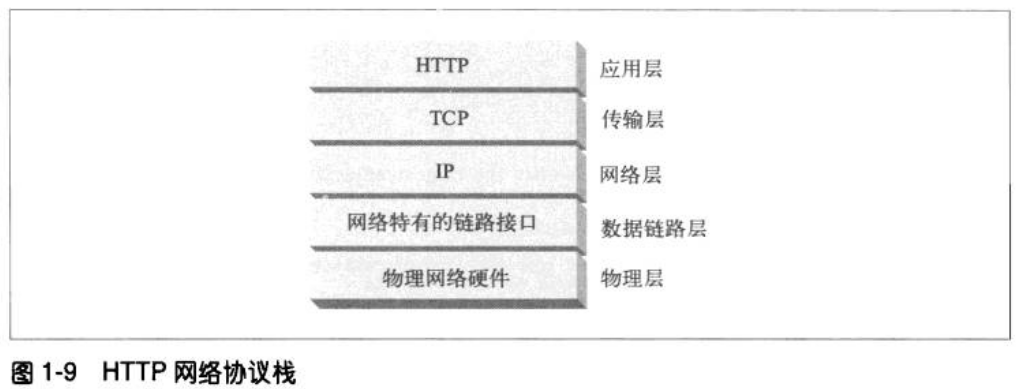 HTTP 应用层
TCP 传输层
IP 网络层
网络特有的链路接口 数据链路层
物理网络硬件 物理层
图 1-9 HTTP 网络协议栈